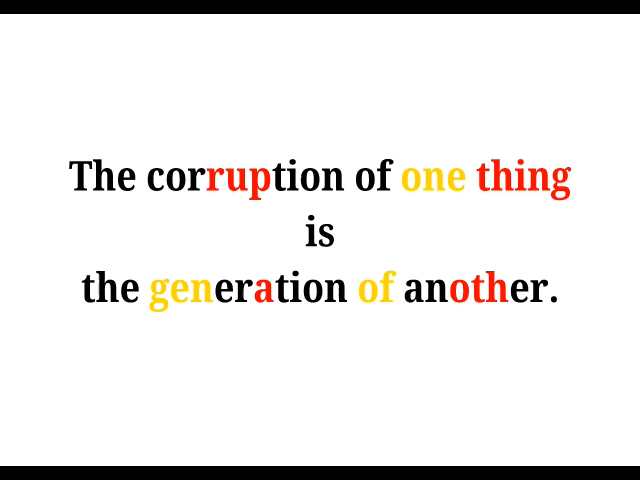 The corruption of one thing
is
the generation of another.